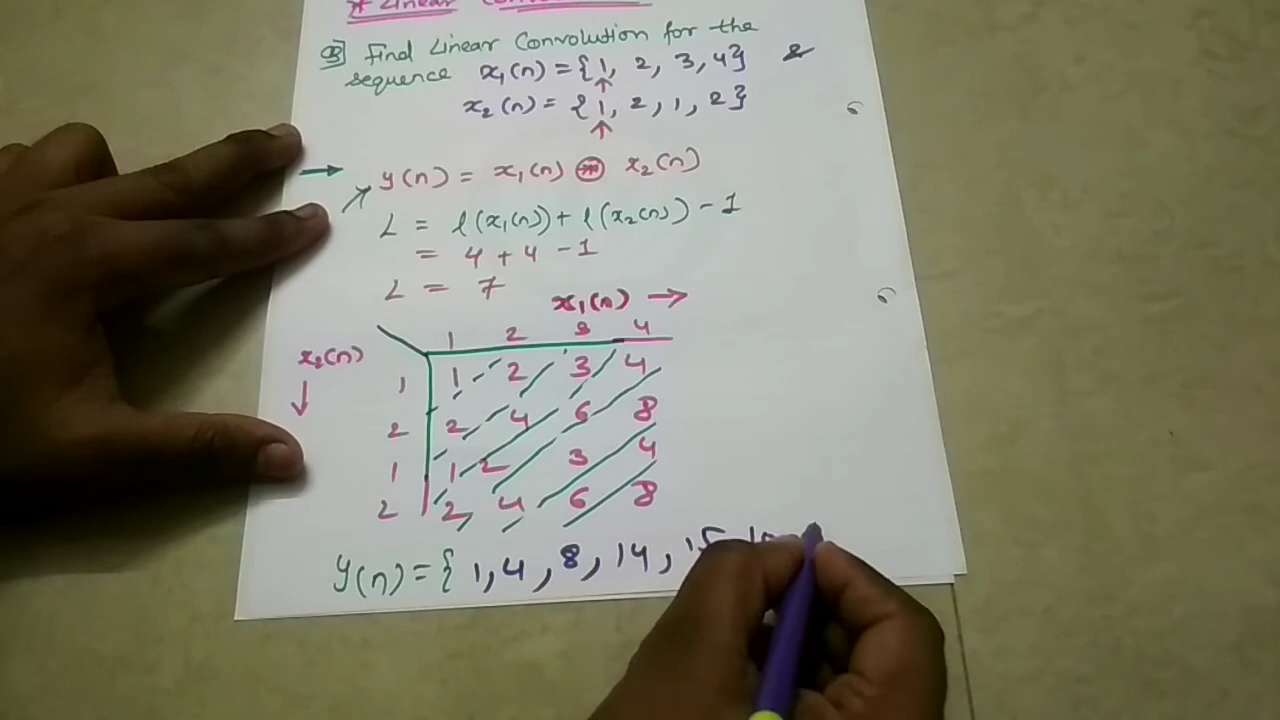 * Linear
Q3] Find Linear Convolution for the
sequence x₁(n) = {1, 2, 3, 4} &
↑
x₂(n) = {1, 2, 1, 2}
↑
→ y(n) = x₁(n) ⊛ x₂(n)
L = l(x₁(n)) + l(x₂(n)) - 1
= 4 + 4 - 1
L = 7
x₁(n) →
1 2 3 4
x₂(n) ↓
1 1 2 3 4
2 2 4 6 8
1 1 2 3 4
2 2 4 6 8
y(n) = { 1, 4, 8, 14, 15